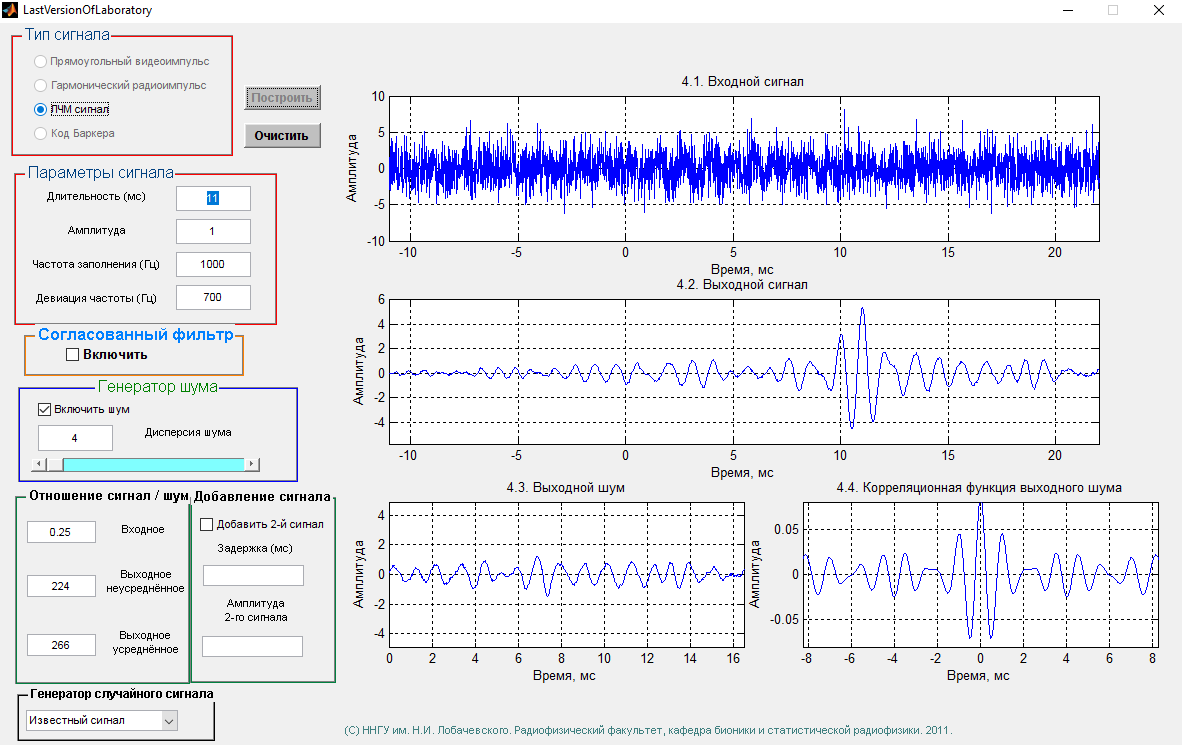 LastVersionOfLaboratory
Тип сигнала
Прямоугольный видеоимпульс
Гармонический радиоимпульс
ЛЧМ сигнал
Код Баркера
Построить
Очистить
Параметры сигнала
Длительность (мс)
11
Амплитуда
1
Частота заполнения (Гц)
1000
Девиация частоты (Гц)
700
Согласованный фильтр
Включить
Генератор шума
Включить шум
4
Дисперсия шума
Отношение сигнал / шум
0.25
Входное
224
Выходное
неусреднённое
266
Выходное
усреднённое
Добавление сигнала
Добавить 2-й сигнал
Задержка (мс)
Амплитуда
2-го сигнала
Генератор случайного сигнала
Известный сигнал
4.1. Входной сигнал
Амплитуда
10
5
0
-5
-10
-10 -5 0 5 10 15 20
Время, мс
4.2. Выходной сигнал
Амплитуда
6
4
2
0
-2
-4
-10 -5 0 5 10 15 20
Время, мс
4.3. Выходной шум
Амплитуда
4
2
0
-2
-4
0 2 4 6 8 10 12 14 16
Время, мс
4.4. Корреляционная функция выходного шума
Амплитуда
0.05
0
-0.05
-8 -6 -4 -2 0 2 4 6 8
Время, мс
(С) ННГУ им. Н.И. Лобачевского. Радиофизический факультет, кафедра бионики и статистической радиофизики. 2011.